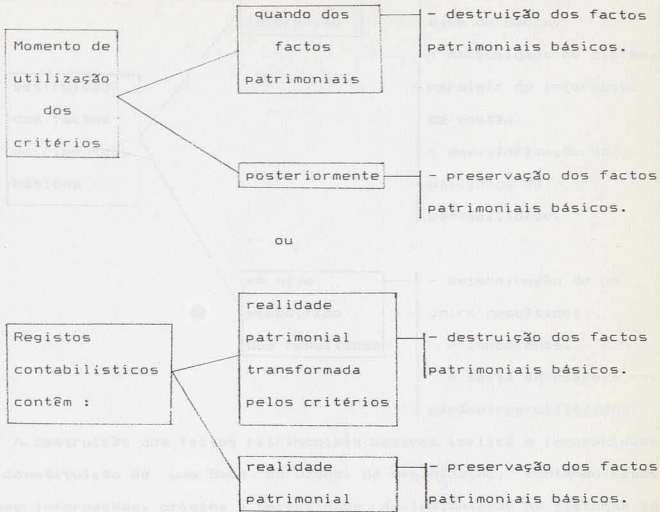 Momento de
utilização
dos
critérios
quando dos
factos
patrimoniais
- destruição dos factos
patrimoniais básicos.
posteriormente
- preservação dos factos
patrimoniais básicos.
ou
Registos
contabilísticos
contêm :
realidade
patrimonial
transformada
pelos critérios
- destruição dos factos
patrimoniais básicos.
realidade
patrimonial
- preservação dos factos
patrimoniais básicos.